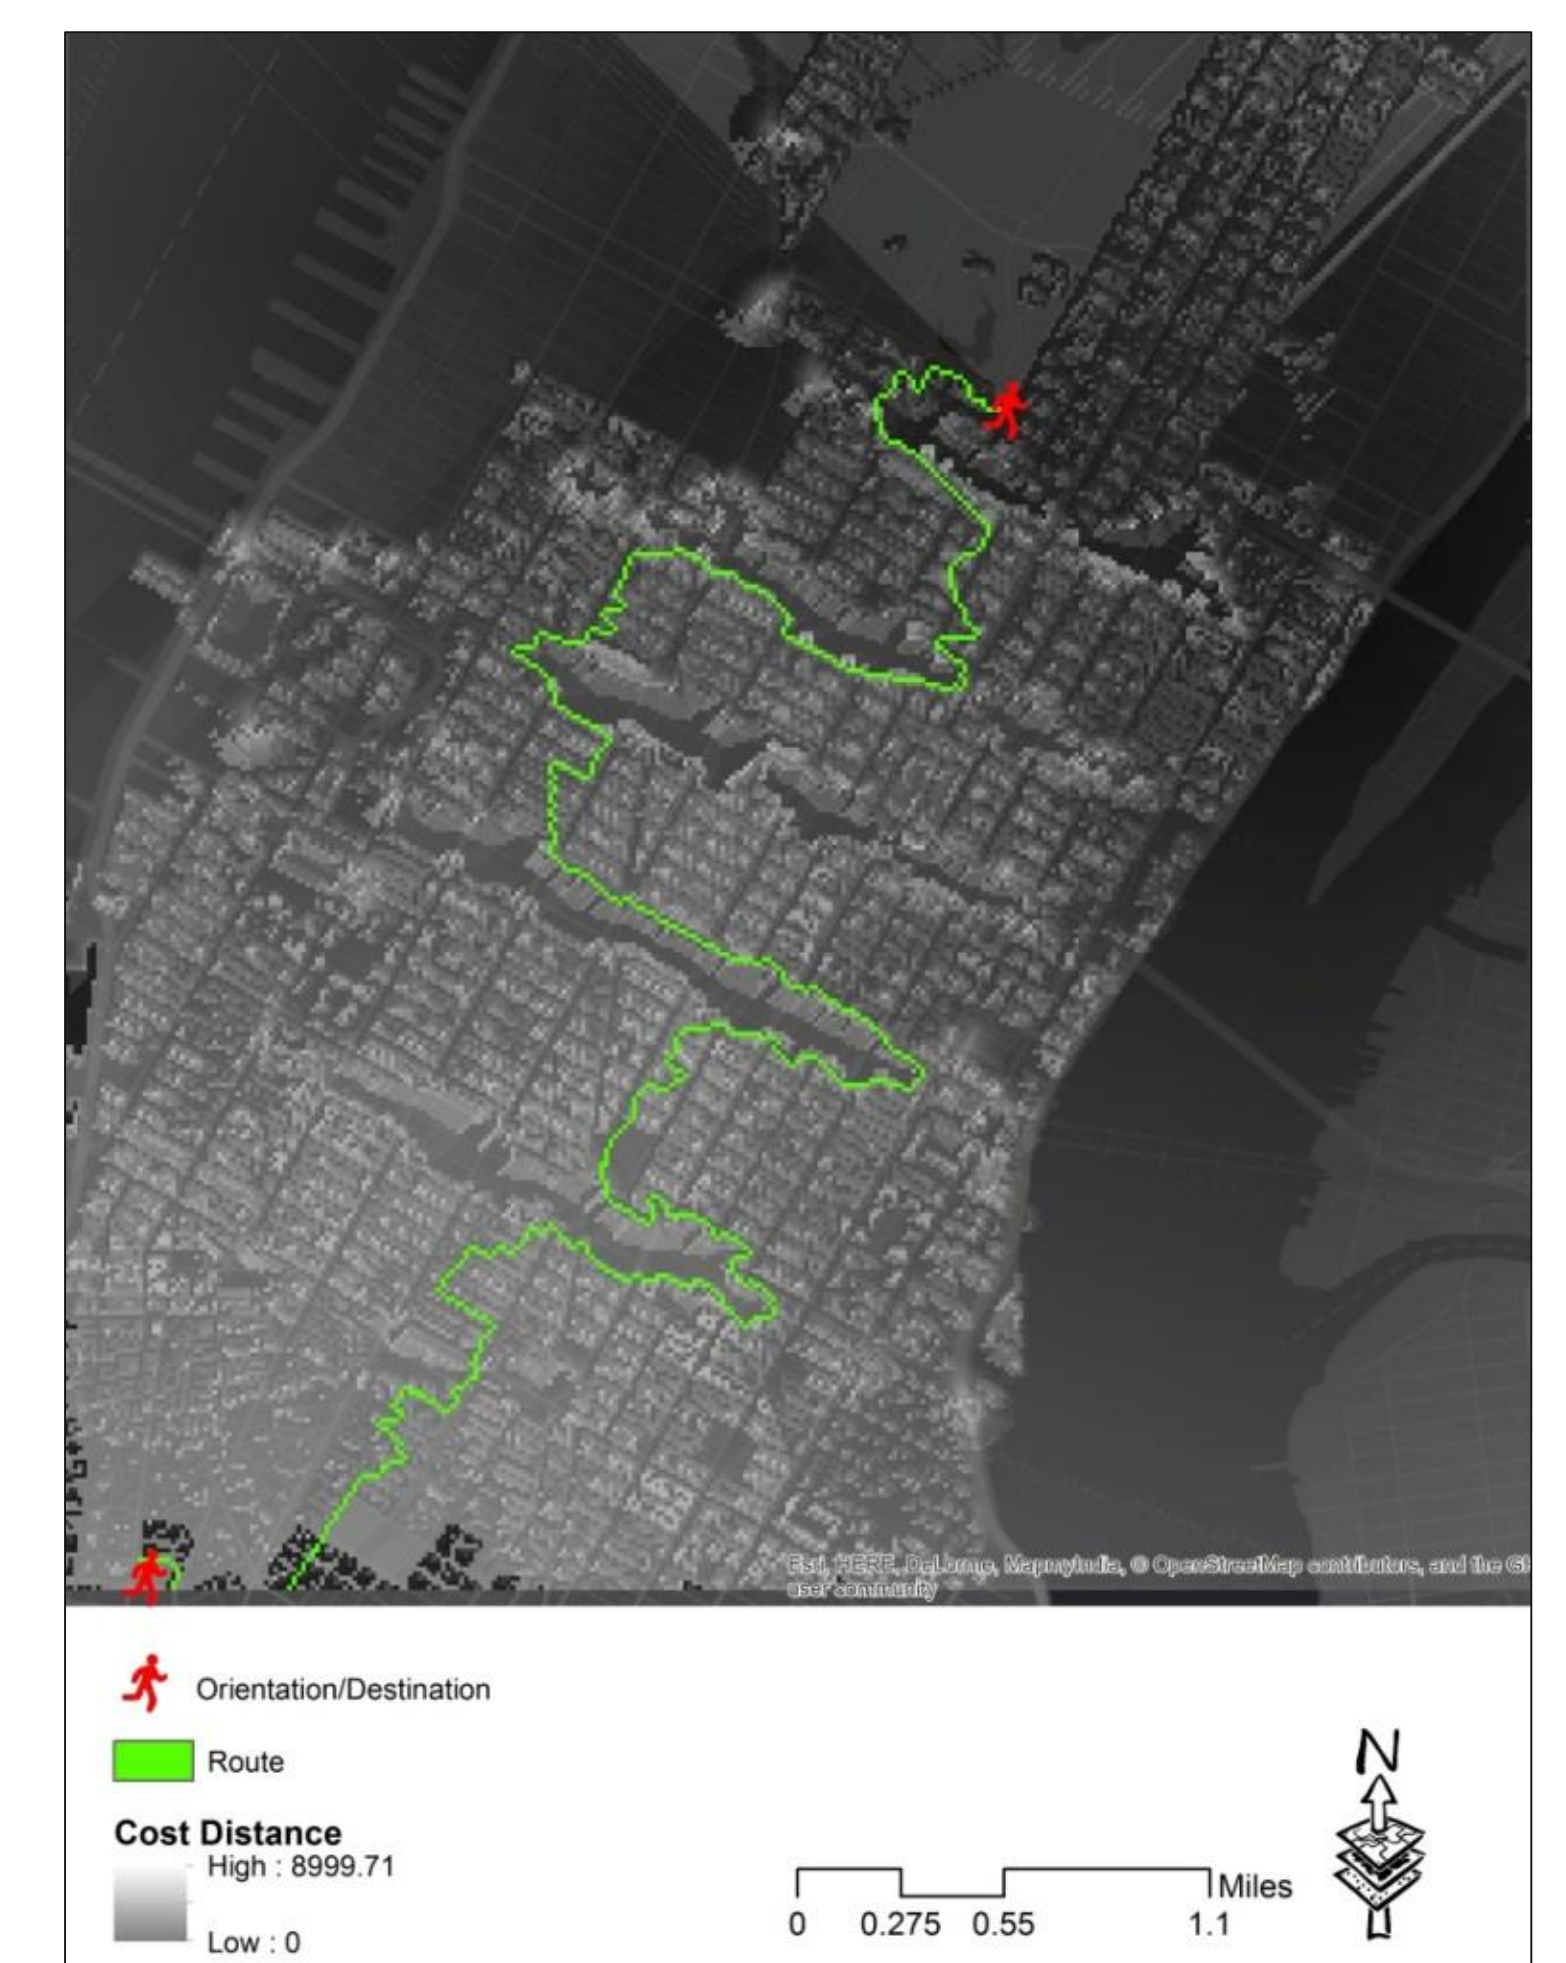 Esri, HERE, DeLorme, MapmyIndia, © OpenStreetMap contributors, and the GI
user community
Orientation/Destination
Route
Cost Distance
High : 8999.71
Low : 0
N
Miles
0 0.275 0.55 1.1